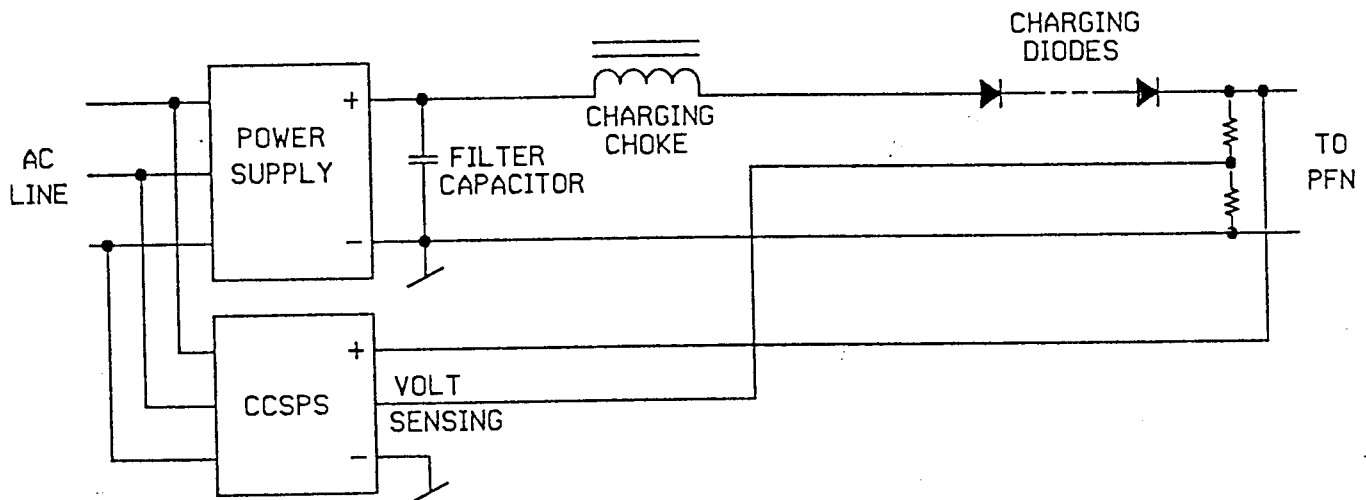 CHARGING
DIODES
+
POWER
SUPPLY
CHARGING
CHOKE
AC
LINE
FILTER
CAPACITOR
TO
PFN
−
+
CCSPS
VOLT
SENSING
−